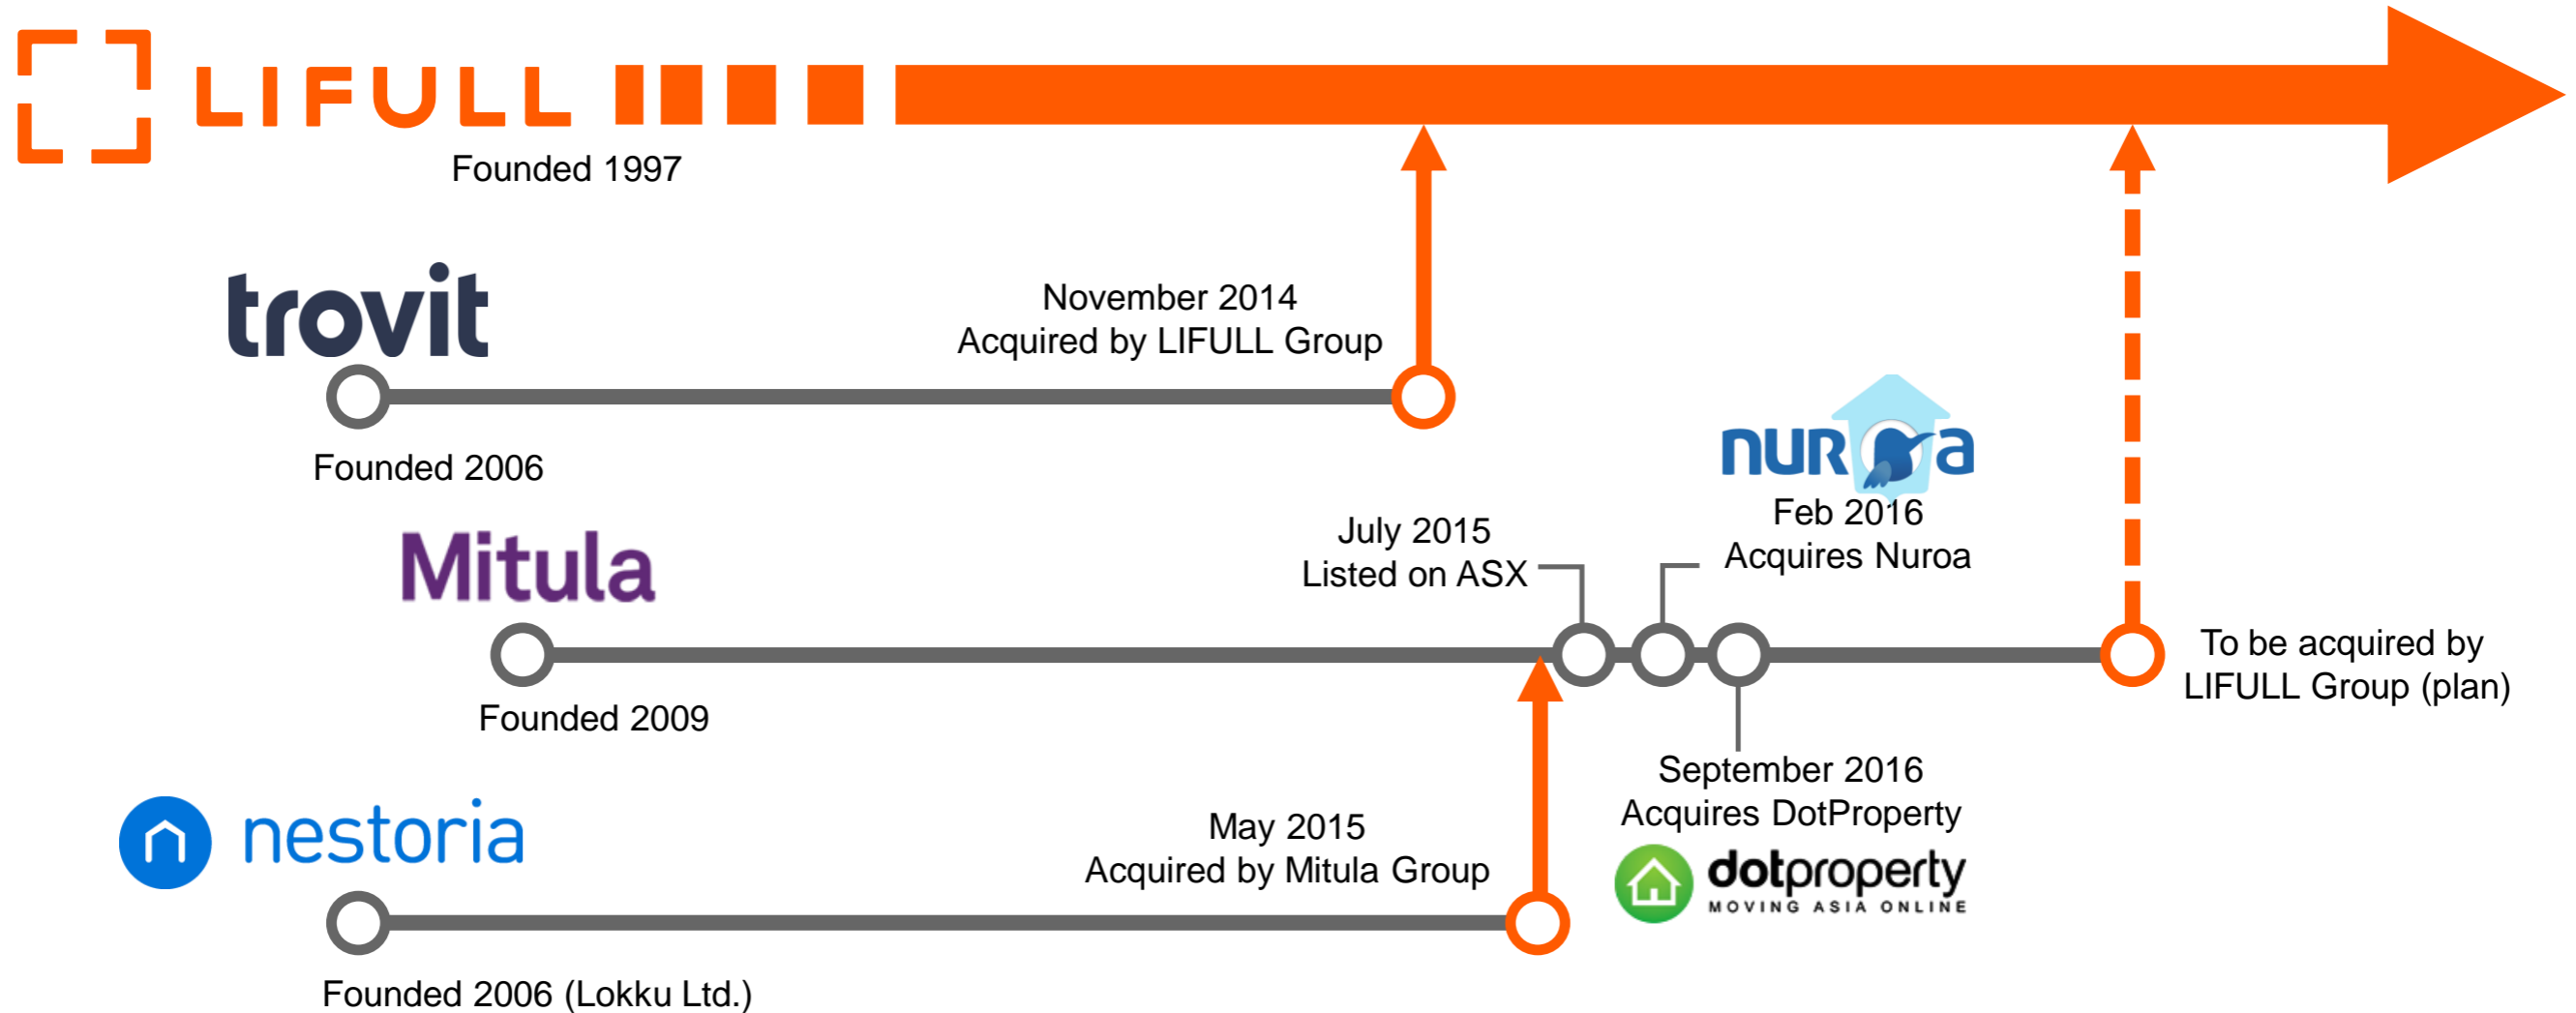 LIFULL
Founded 1997
trovit
November 2014
Acquired by LIFULL Group
Founded 2006
nuroa
Feb 2016
Acquires Nuroa
July 2015
Listed on ASX
Mitula
To be acquired by
LIFULL Group (plan)
Founded 2009
September 2016
Acquires DotProperty
nestoria
May 2015
Acquired by Mitula Group
dotproperty
MOVING ASIA ONLINE
Founded 2006 (Lokku Ltd.)